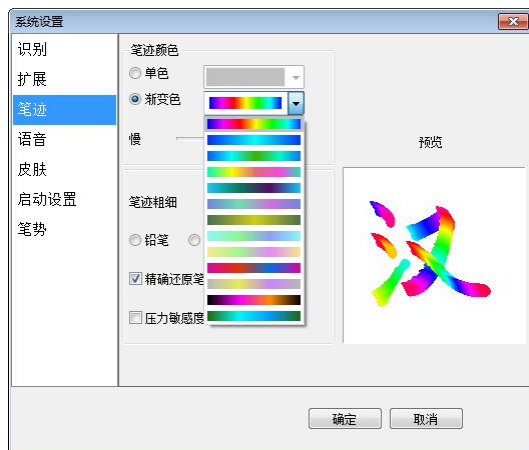 系统设置
识别
扩展
笔迹
语音
皮肤
启动设置
笔势
笔迹颜色
单色
渐变色
慢
笔迹粗细
铅笔
精确还原笔
压力敏感度
预览
汉
确定
取消